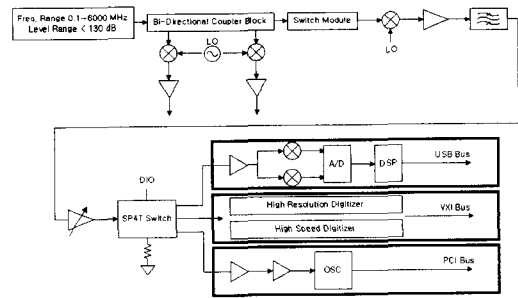 Freq. Range 0.1~6000 MHz
Level Range < 130 dB
Bi-Directional Coupler Block
Switch Module
LO
LO
DIO
SP4T Switch
A/D
DSP
USB Bus
High Resolution Digitizer
High Speed Digitizer
VXI Bus
OSC
PCI Bus